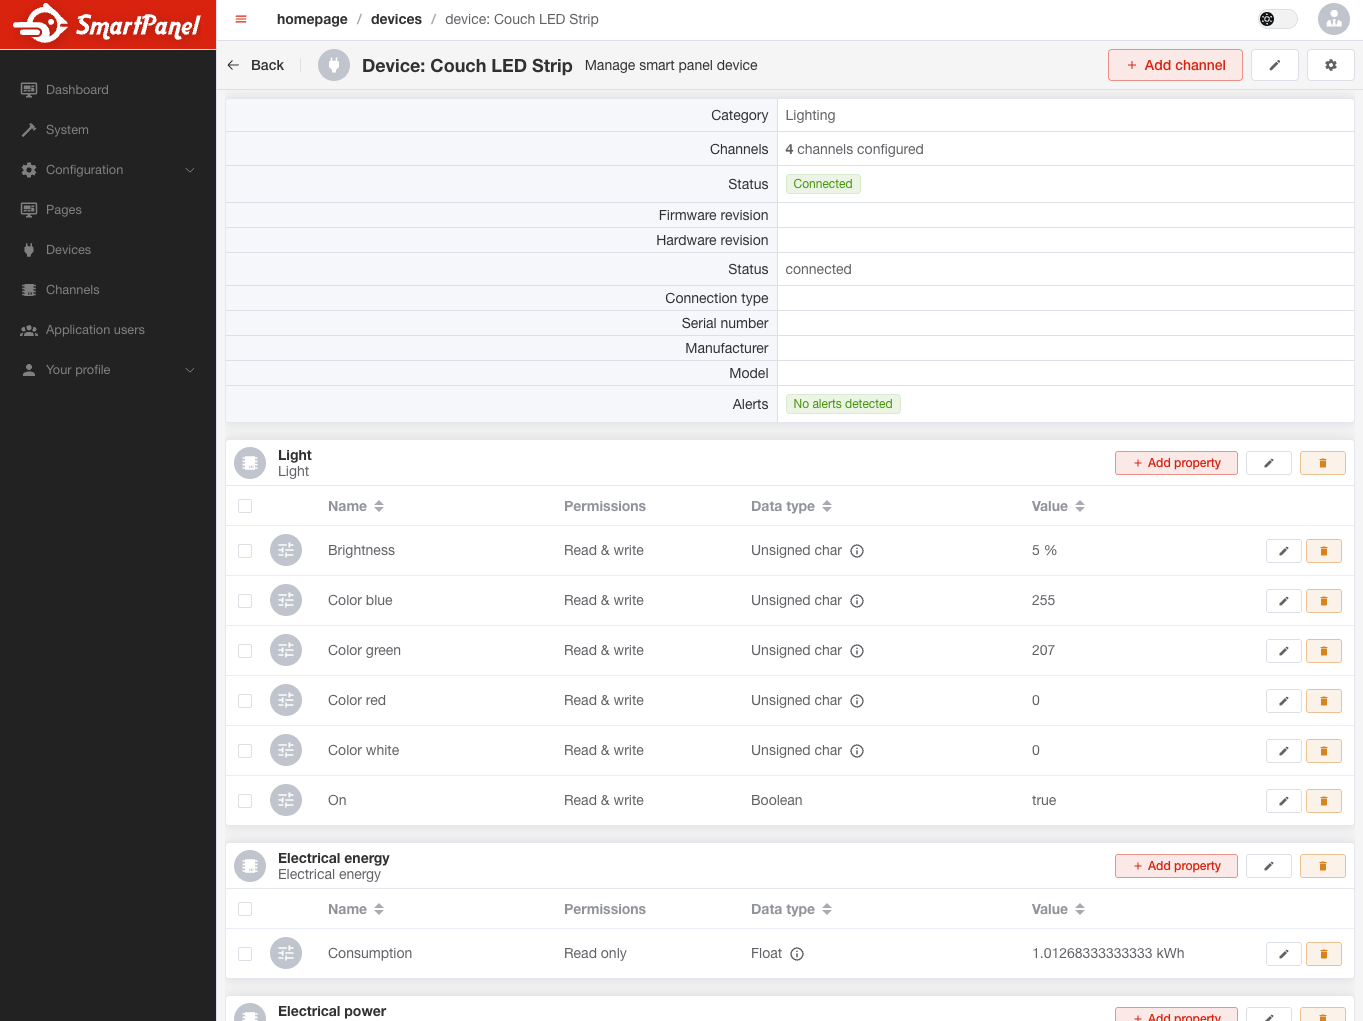 SmartPanel
homepage / devices / device: Couch LED Strip
Back Device: Couch LED Strip Manage smart panel device + Add channel
Dashboard
System
Configuration
Pages
Devices
Channels
Application users
Your profile
Category Lighting
Channels 4 channels configured
Status Connected
Firmware revision
Hardware revision
Status connected
Connection type
Serial number
Manufacturer
Model
Alerts No alerts detected
Light
Light
+ Add property
Name Permissions Data type Value
Brightness Read & write Unsigned char 5 %
Color blue Read & write Unsigned char 255
Color green Read & write Unsigned char 207
Color red Read & write Unsigned char 0
Color white Read & write Unsigned char 0
On Read & write Boolean true
Electrical energy
Electrical energy
+ Add property
Name Permissions Data type Value
Consumption Read only Float 1.01268333333333 kWh
Electrical power
+ Add property